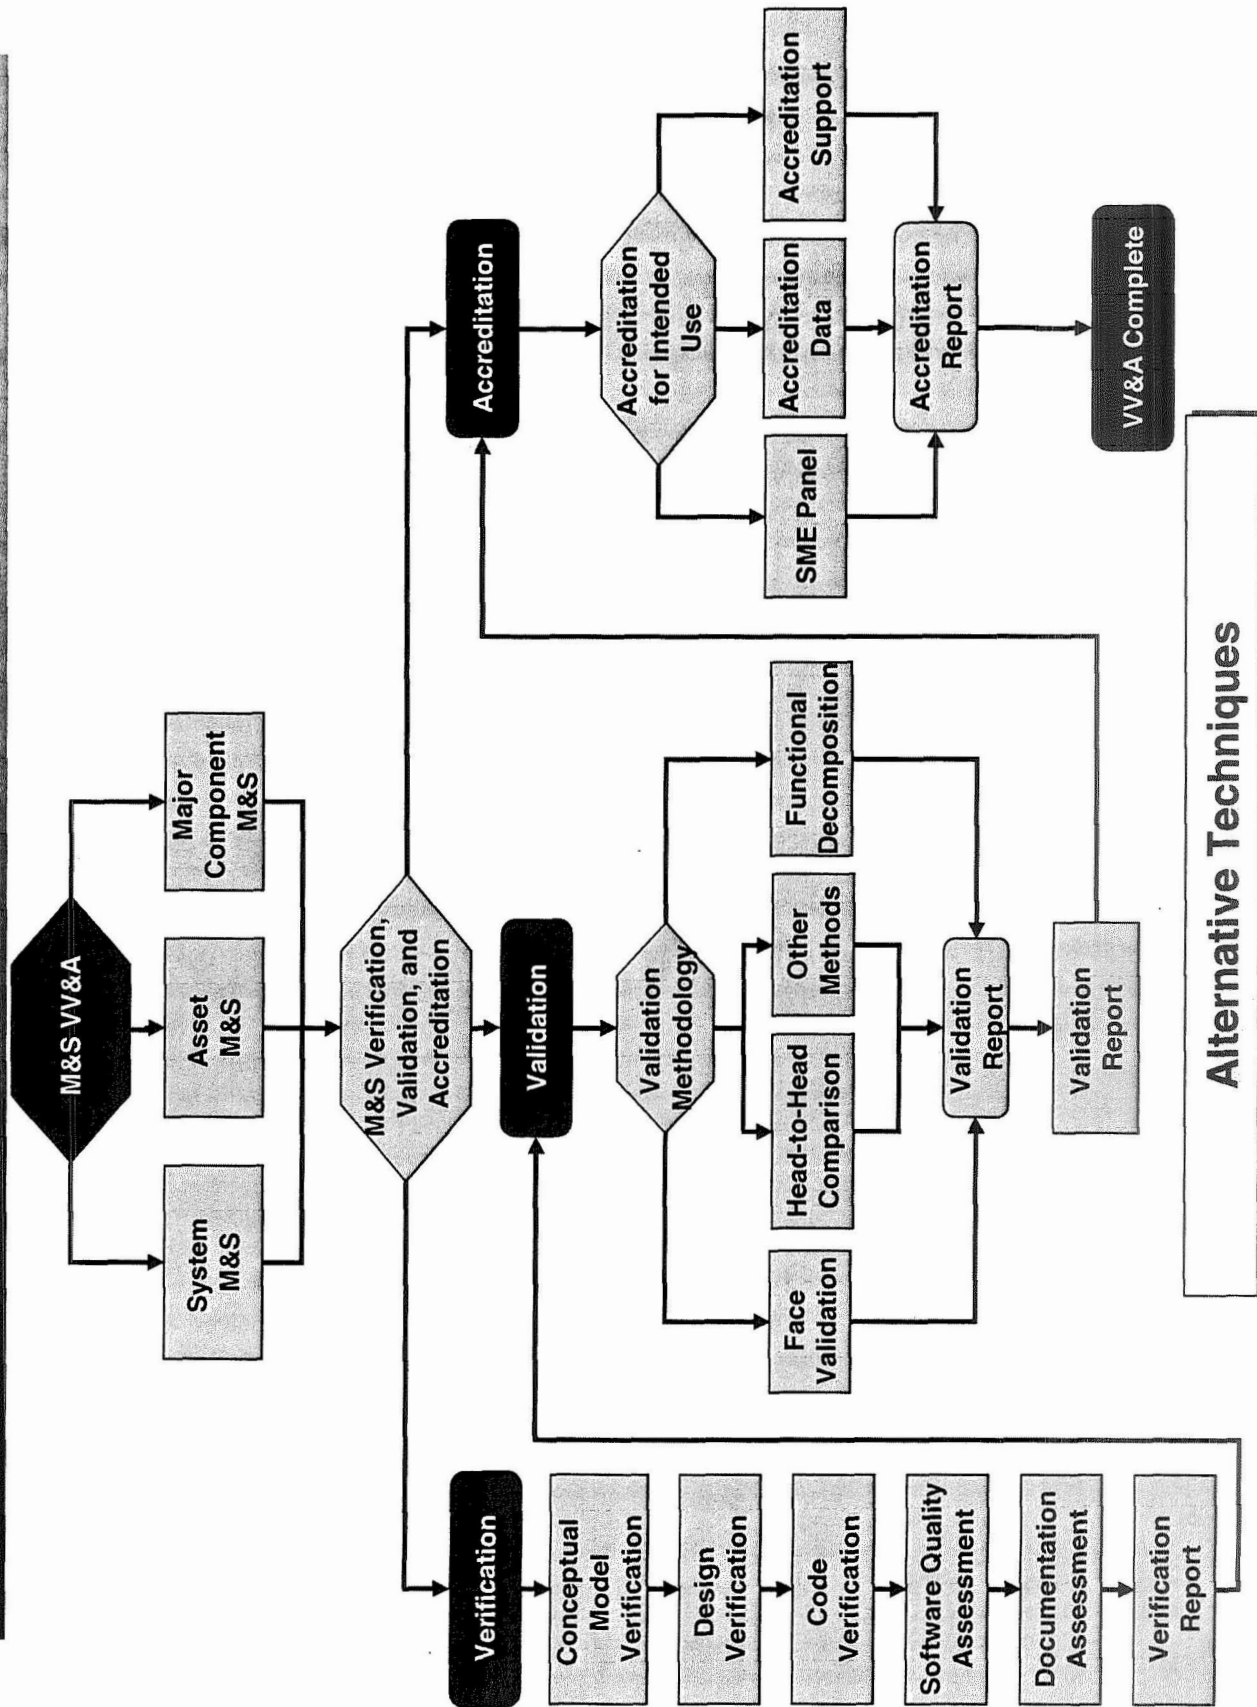 M&S VV&A
System
M&S
Asset
M&S
Major
Component
M&S
M&S Verification,
Validation, and
Accreditation
Verification
Conceptual
Model
Verification
Design
Verification
Code
Verification
Software Quality
Assessment
Documentation
Assessment
Verification
Report
Validation
Validation
Methodology
Face
Validation
Head-to-Head
Comparison
Other
Methods
Functional
Decomposition
Validation
Report
Validation
Report
Accreditation
Accreditation
for Intended
Use
SME Panel
Accreditation
Data
Accreditation
Support
Accreditation
Report
VV&A Complete
Alternative Techniques